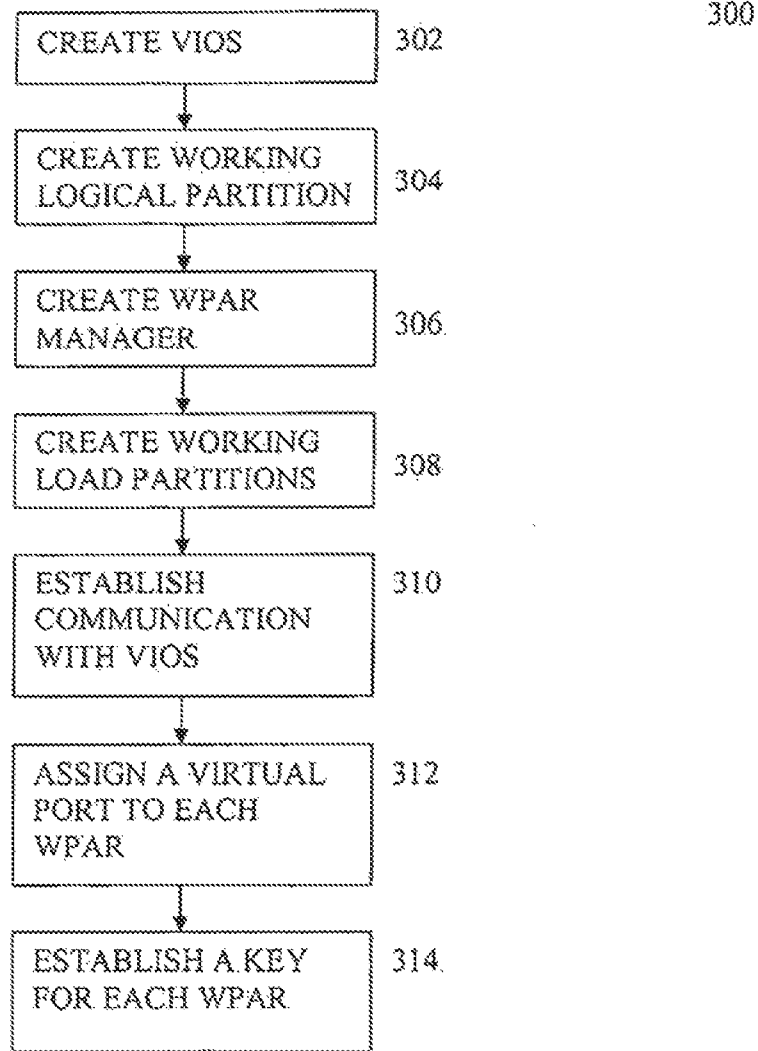 300
CREATE VIOS
302
CREATE WORKING
LOGICAL PARTITION
304
CREATE WPAR
MANAGER
306
CREATE WORKING
LOAD PARTITIONS
308
ESTABLISH
COMMUNICATION
WITH VIOS
310
ASSIGN A VIRTUAL
PORT TO EACH
WPAR
312
ESTABLISH A KEY
FOR EACH WPAR
314